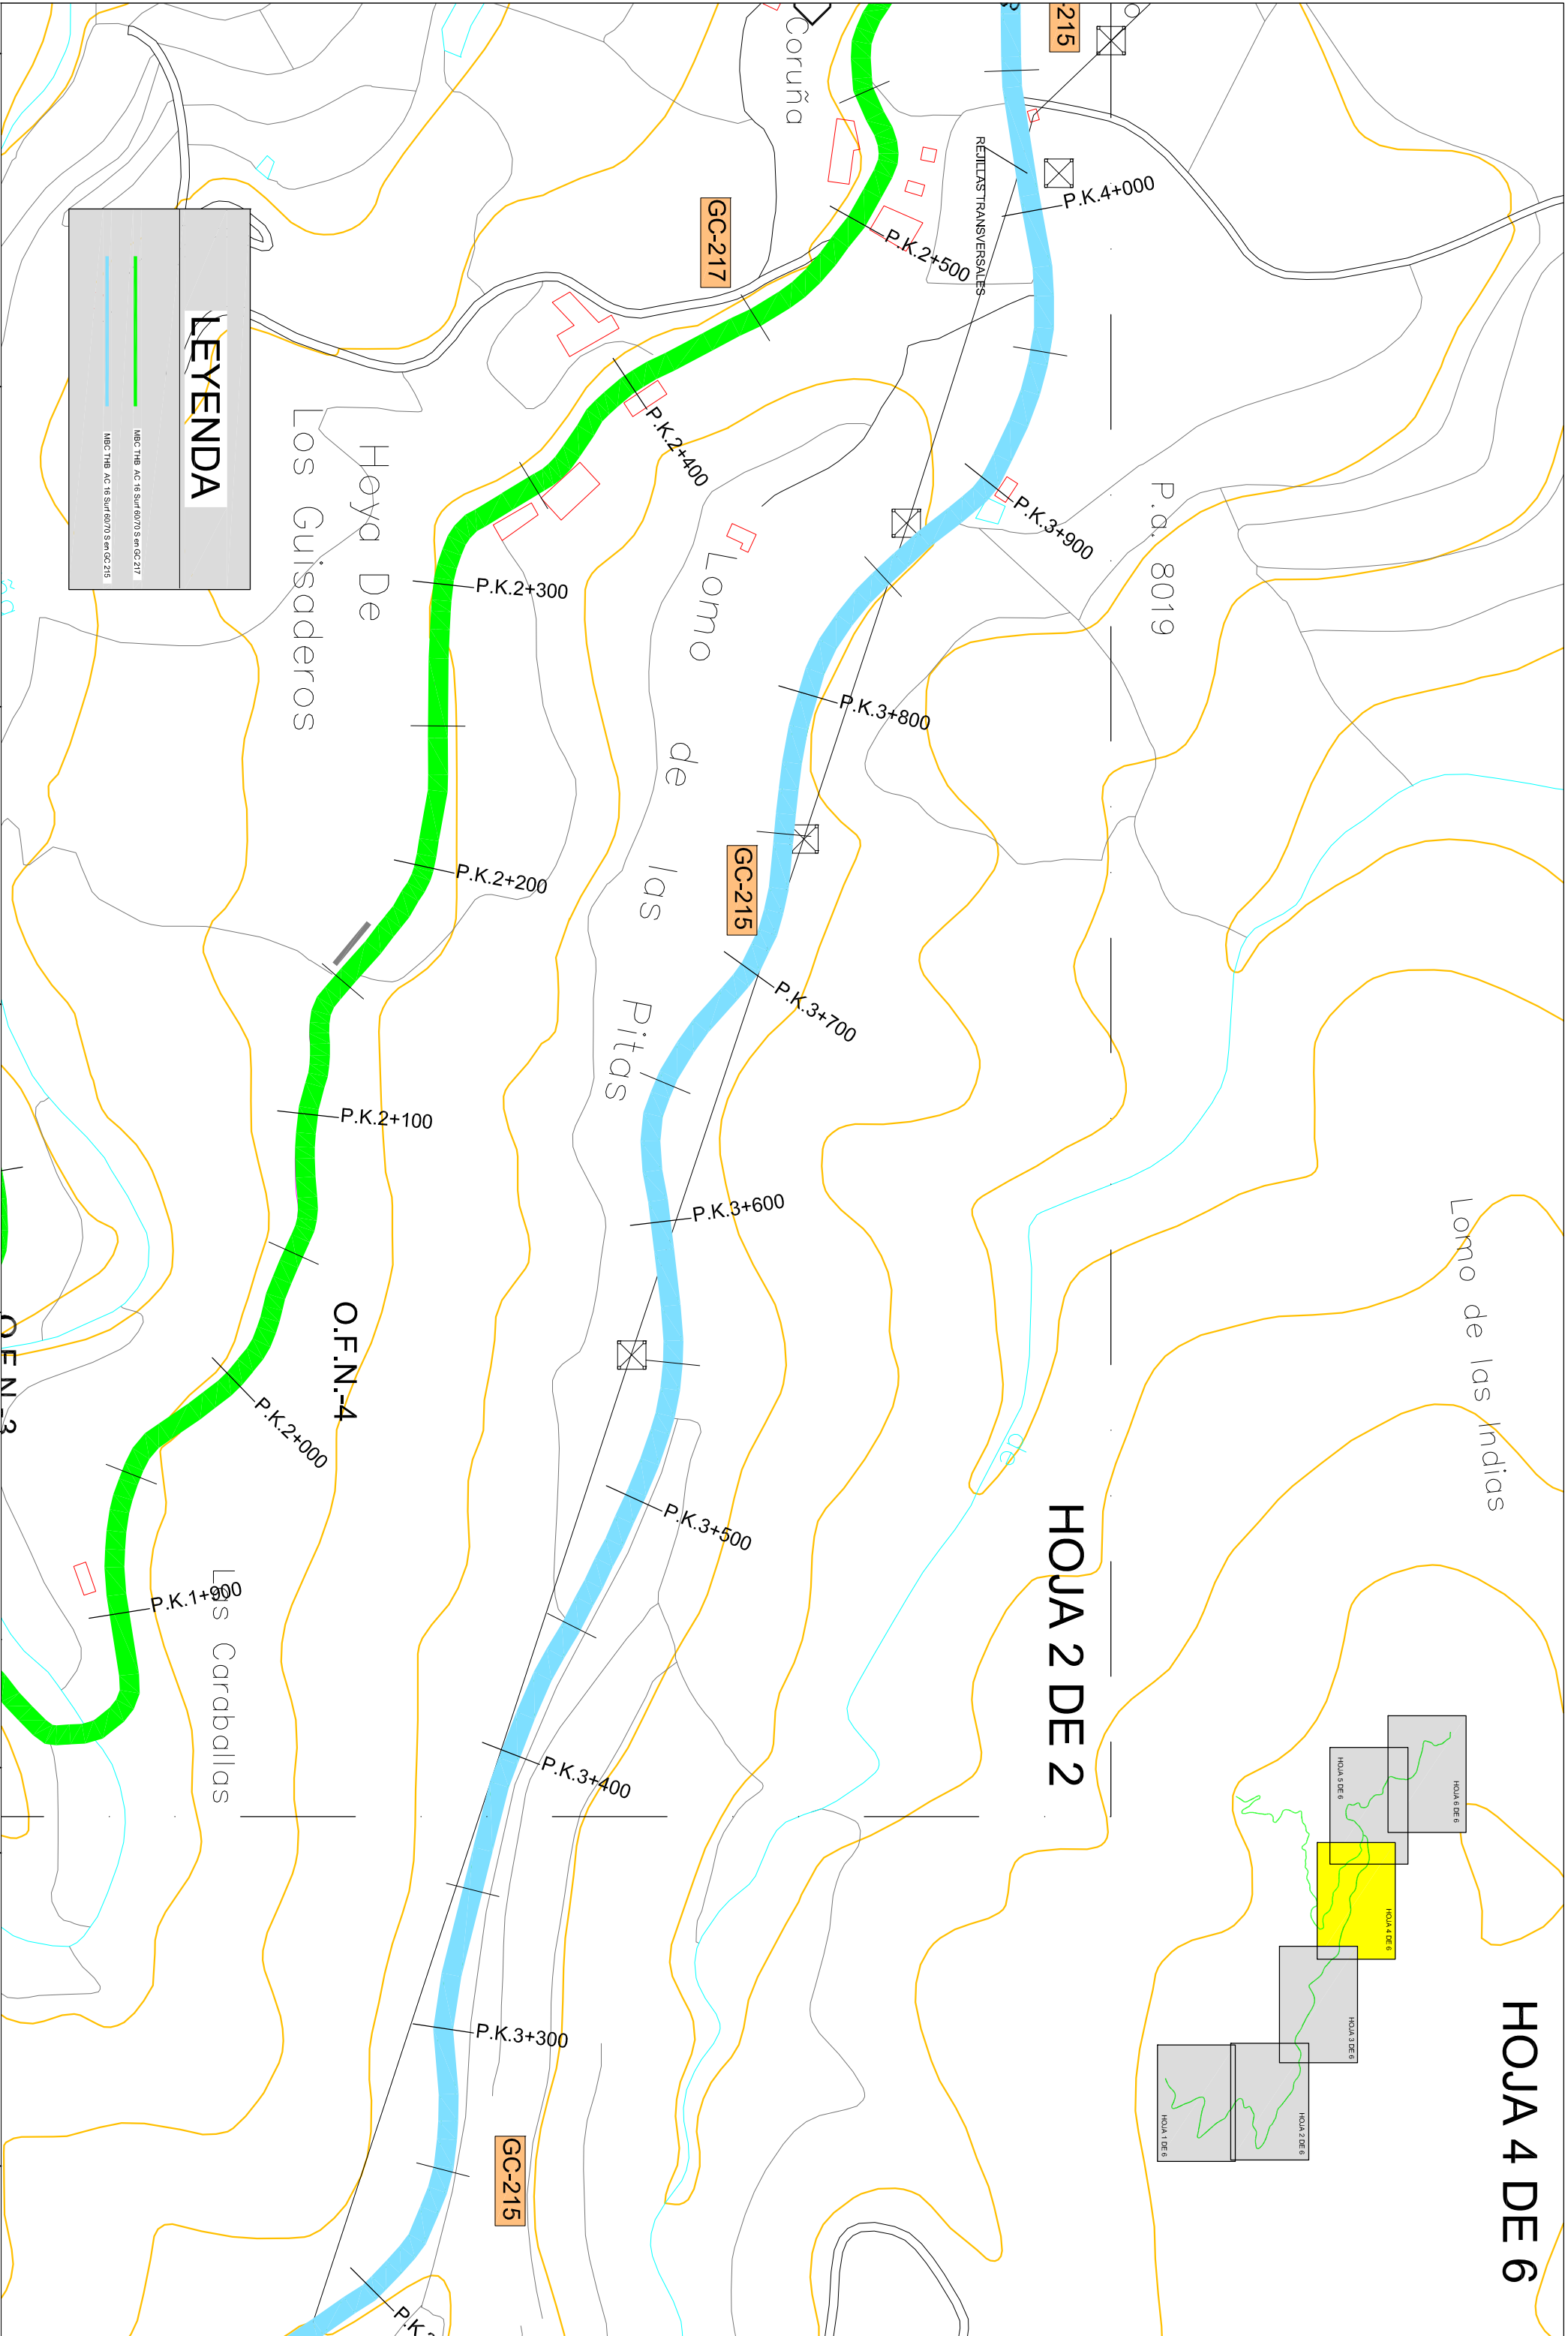 HOJA 4 DE 6
HOJA 6 DE 6
HOJA 5 DE 6
HOJA 4 DE 6
HOJA 3 DE 6
HOJA 2 DE 6
HOJA 1 DE 6
Lomo de las Indias
P.a. 8019
HOJA 2 DE 2
de
-215
REJILLAS TRANSVERSALES
P.K.4+000
P.K.3+900
P.K.3+800
GC-215
P.K.3+700
P.K.3+600
P.K.3+500
P.K.3+400
P.K.3+300
GC-215
Coruña
GC-217
Lomo de las Pitas
P.K.2+500
P.K.2+400
P.K.2+300
P.K.2+200
P.K.2+100
P.K.2+000
P.K.1+900
Hoya De
Los Guisaderos
O.F.N.-4
Las Caraballas
O.F.N.-3
LEYENDA
MBC THB AC 16 Surf 60/70 S en GC 217
MBC THB AC 16 Surf 60/70 S en GC 215